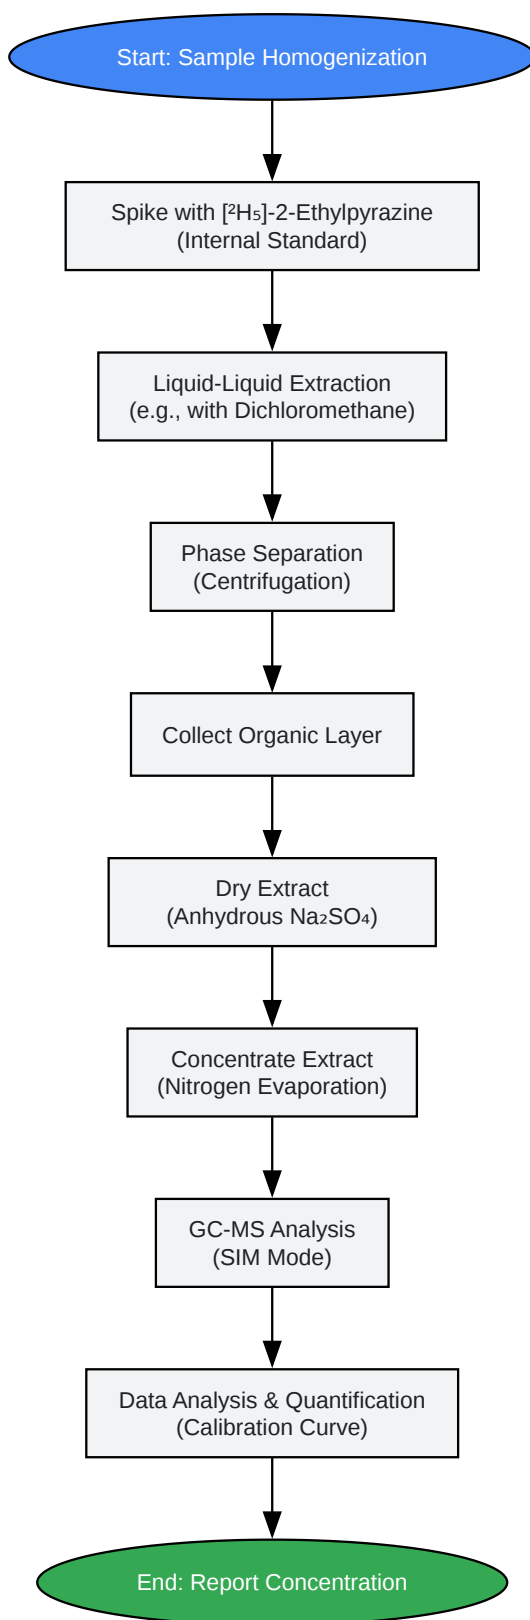 Start: Sample Homogenization
Spike with [²H₅]-2-Ethylpyrazine
(Internal Standard)
Liquid-Liquid Extraction
(e.g., with Dichloromethane)
Phase Separation
(Centrifugation)
Collect Organic Layer
Dry Extract
(Anhydrous Na₂SO₄)
Concentrate Extract
(Nitrogen Evaporation)
GC-MS Analysis
(SIM Mode)
Data Analysis & Quantification
(Calibration Curve)
End: Report Concentration